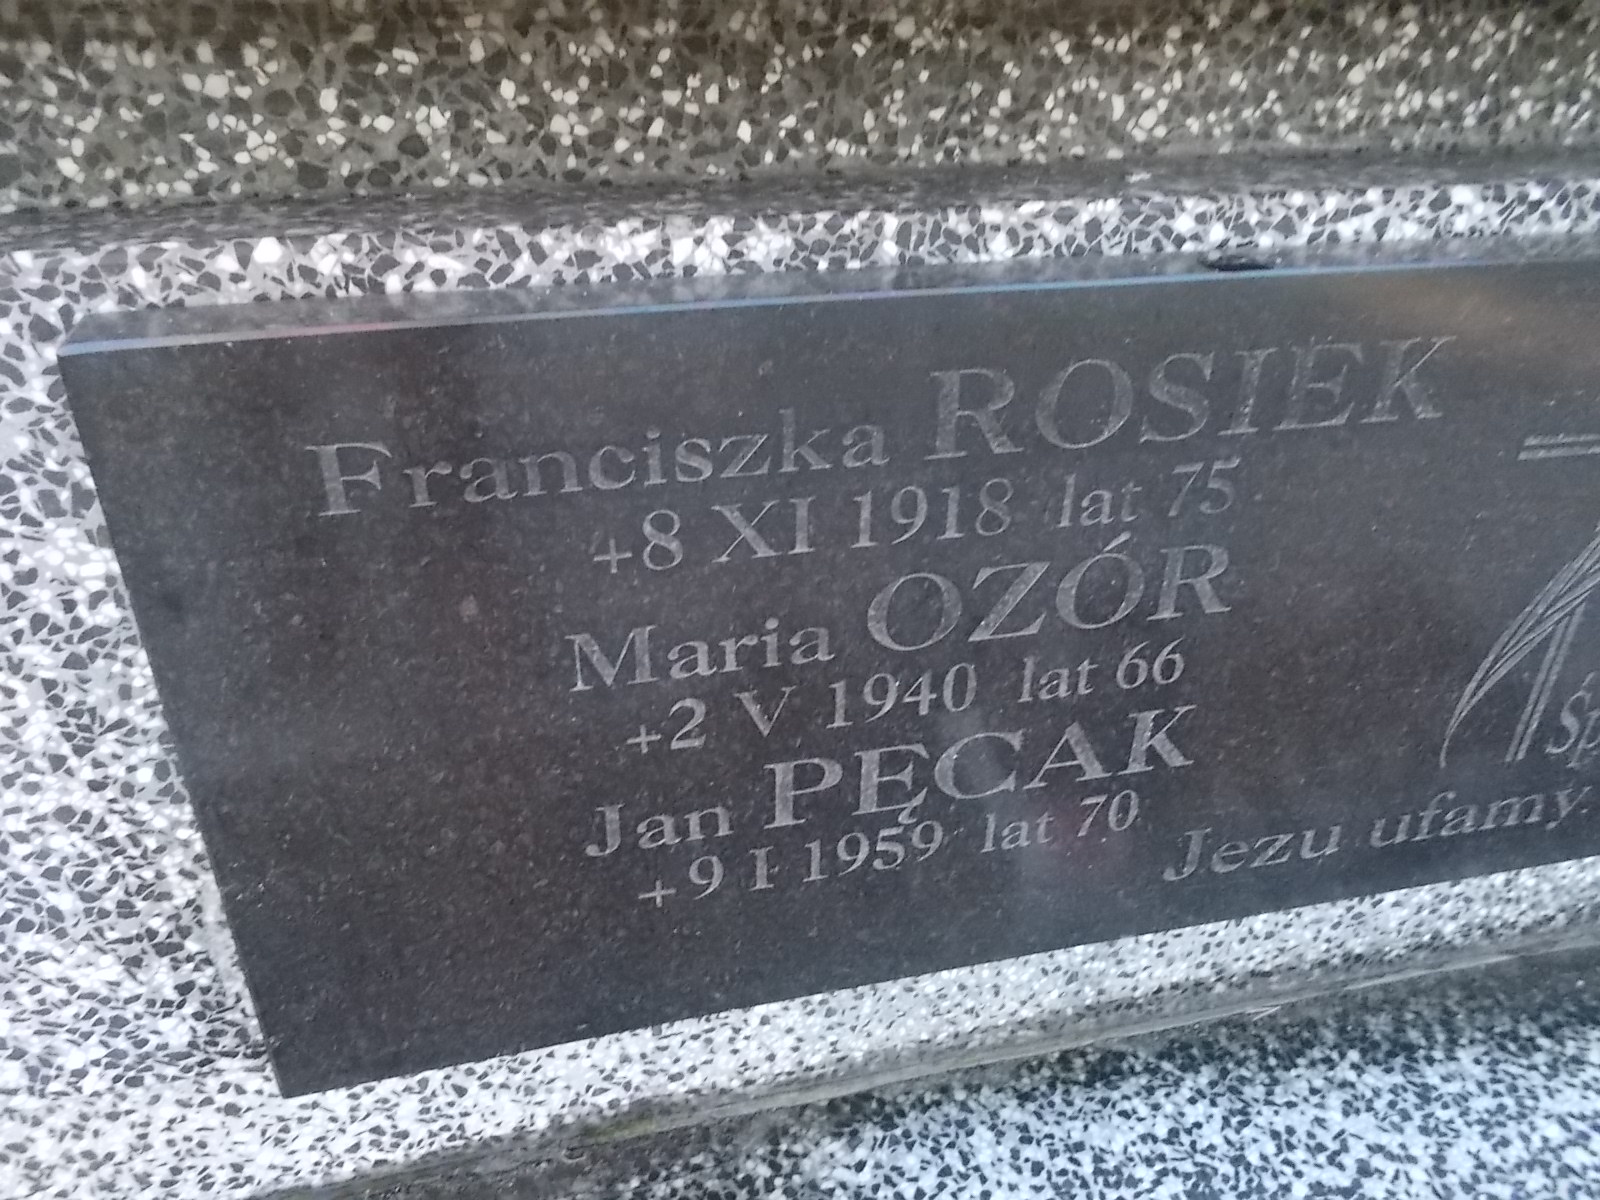 Franciszka ROSIEK
+8 XI 1918 lat 75
Maria OZÓR
+2 V 1940 lat 66
Jan PĘCAK
+9 I 1959 lat 70
Jezu ufamy